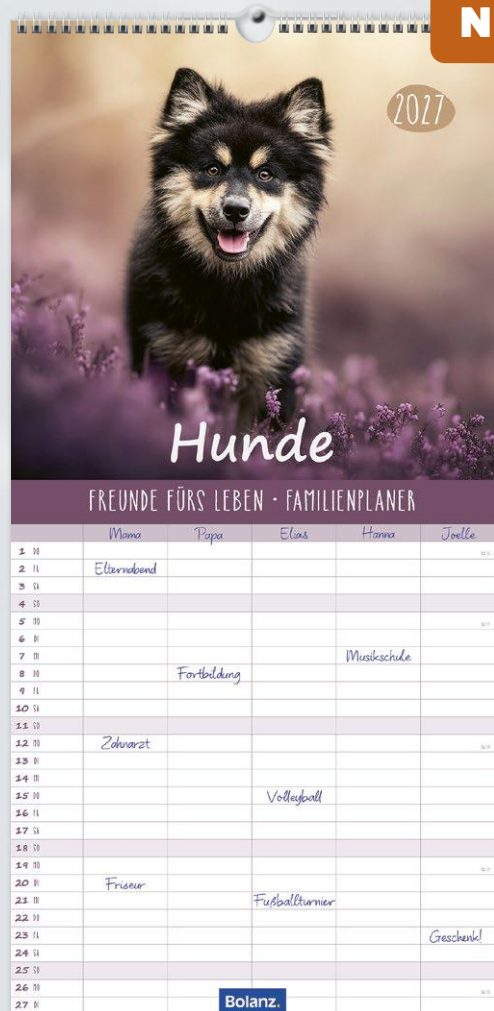 N
2027
Hunde
FREUNDE FÜRS LEBEN · FAMILIENPLANER
Mama Papa Elias Hanna Joelle
1 DO
2 FR Elternabend
3 SA
4 SO
5 MO
6 DI
7 MI Musikschule
8 DO Fortbildung
9 FR
10 SA
11 SO
12 MO Zahnarzt
13 DI
14 MI
15 DO Volleyball
16 FR
17 SA
18 SO
19 MO
20 DI Friseur
21 MI Fußballturnier
22 DO
23 FR Geschenk!
24 SA
25 SO
26 MO
27 DI
Bolanz.